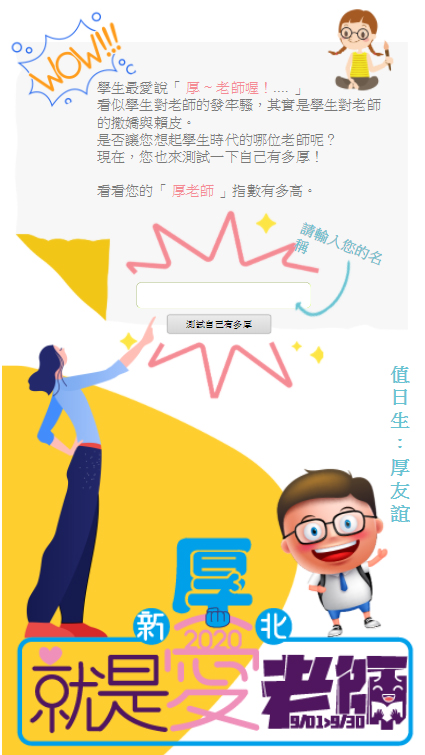 WOW!!!
學生最愛說「 厚～老師喔！.... 」
看似學生對老師的發牢騷，其實是學生對老師
的撒嬌與賴皮。
是否讓您想起學生時代的哪位老師呢？
現在，您也來測試一下自己有多厚！
看看您的「 厚老師 」指數有多高。
請輸入您的名
稱
測試自己有多厚
值日生：厚友誼
厚
新 2020 北
就是愛老師
9/01>9/30